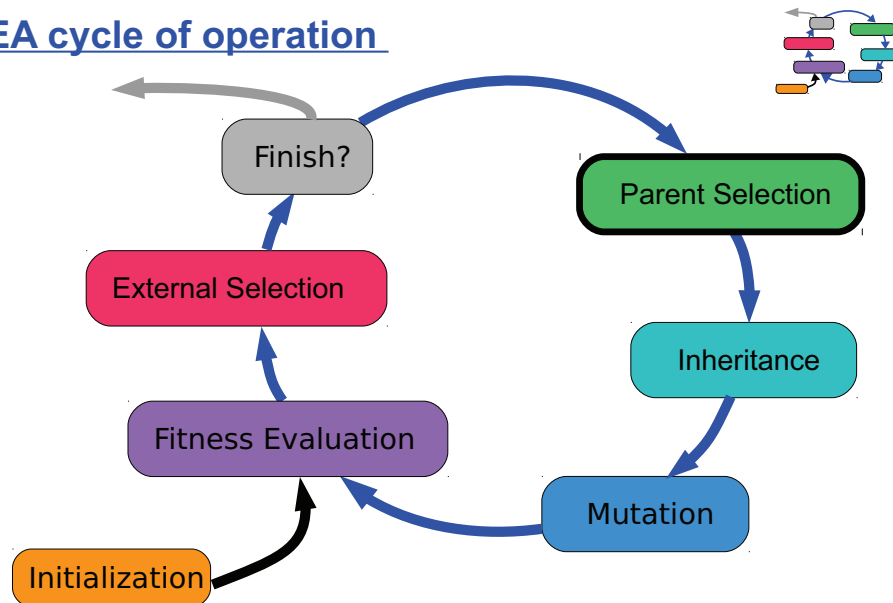 EA cycle of operation
Finish?
Parent Selection
External Selection
Inheritance
Fitness Evaluation
Mutation
Initialization